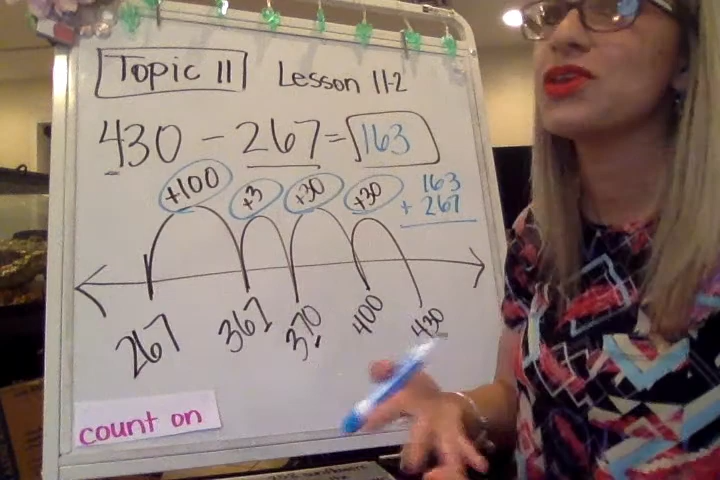 Topic 11 Lesson 11-2
430 - 267 = 163
+100 +3 +30 +30
163
+ 267
267 367 370 400 430
count on